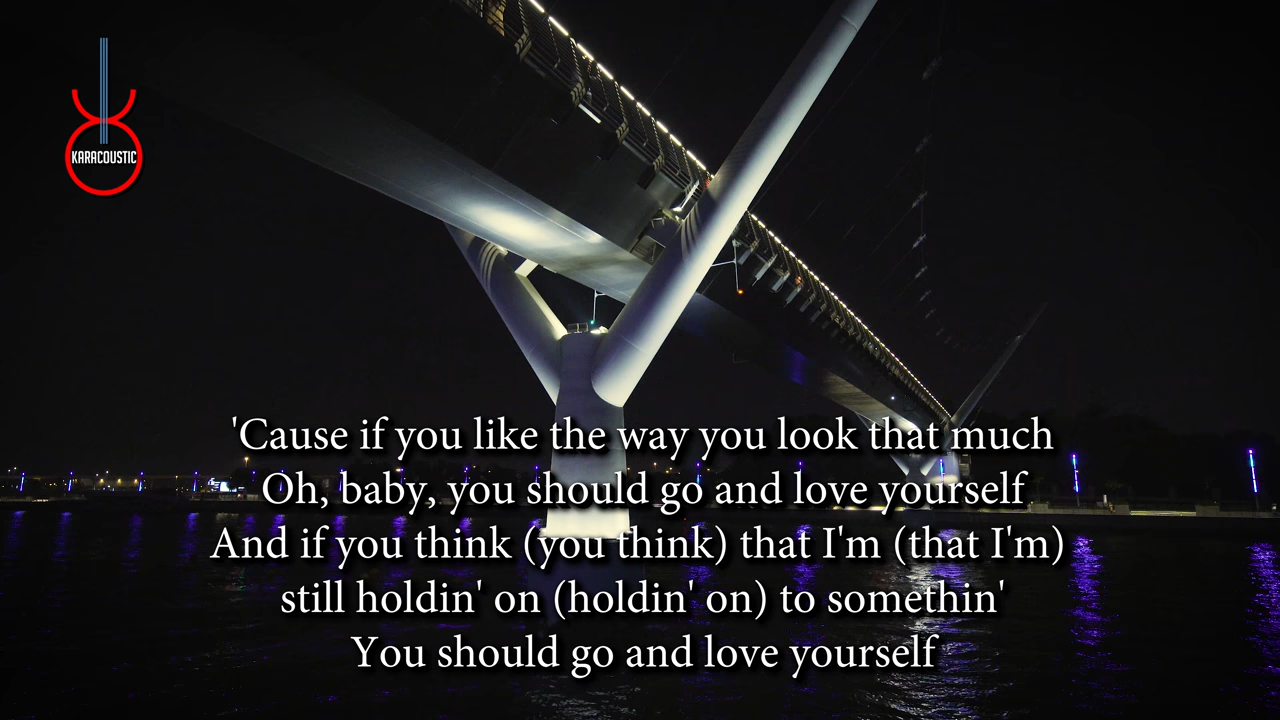 KARACOUSTIC
'Cause if you like the way you look that much
Oh, baby, you should go and love yourself
And if you think (you think) that I'm (that I'm)
still holdin' on (holdin' on) to somethin'
You should go and love yourself